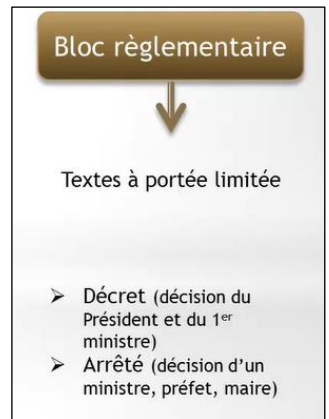 Bloc règlementaire
Textes à portée limitée
➢ Décret (décision du
Président et du 1er
ministre)
➢ Arrêté (décision d'un
ministre, préfet, maire)